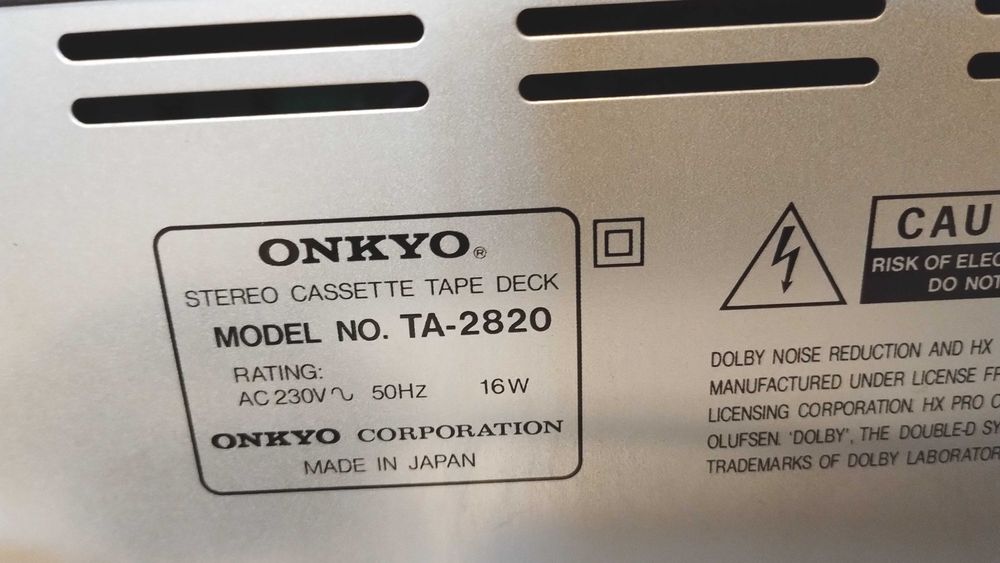 ONKYO®
STEREO CASSETTE TAPE DECK
MODEL NO. TA-2820
RATING:
AC 230V∿ 50Hz 16W
ONKYO CORPORATION
MADE IN JAPAN
CAU
RISK OF ELEC
DO NOT
DOLBY NOISE REDUCTION AND HX
MANUFACTURED UNDER LICENSE FR
LICENSING CORPORATION. HX PRO O
OLUFSEN. 'DOLBY', THE DOUBLE-D SY
TRADEMARKS OF DOLBY LABORATOR